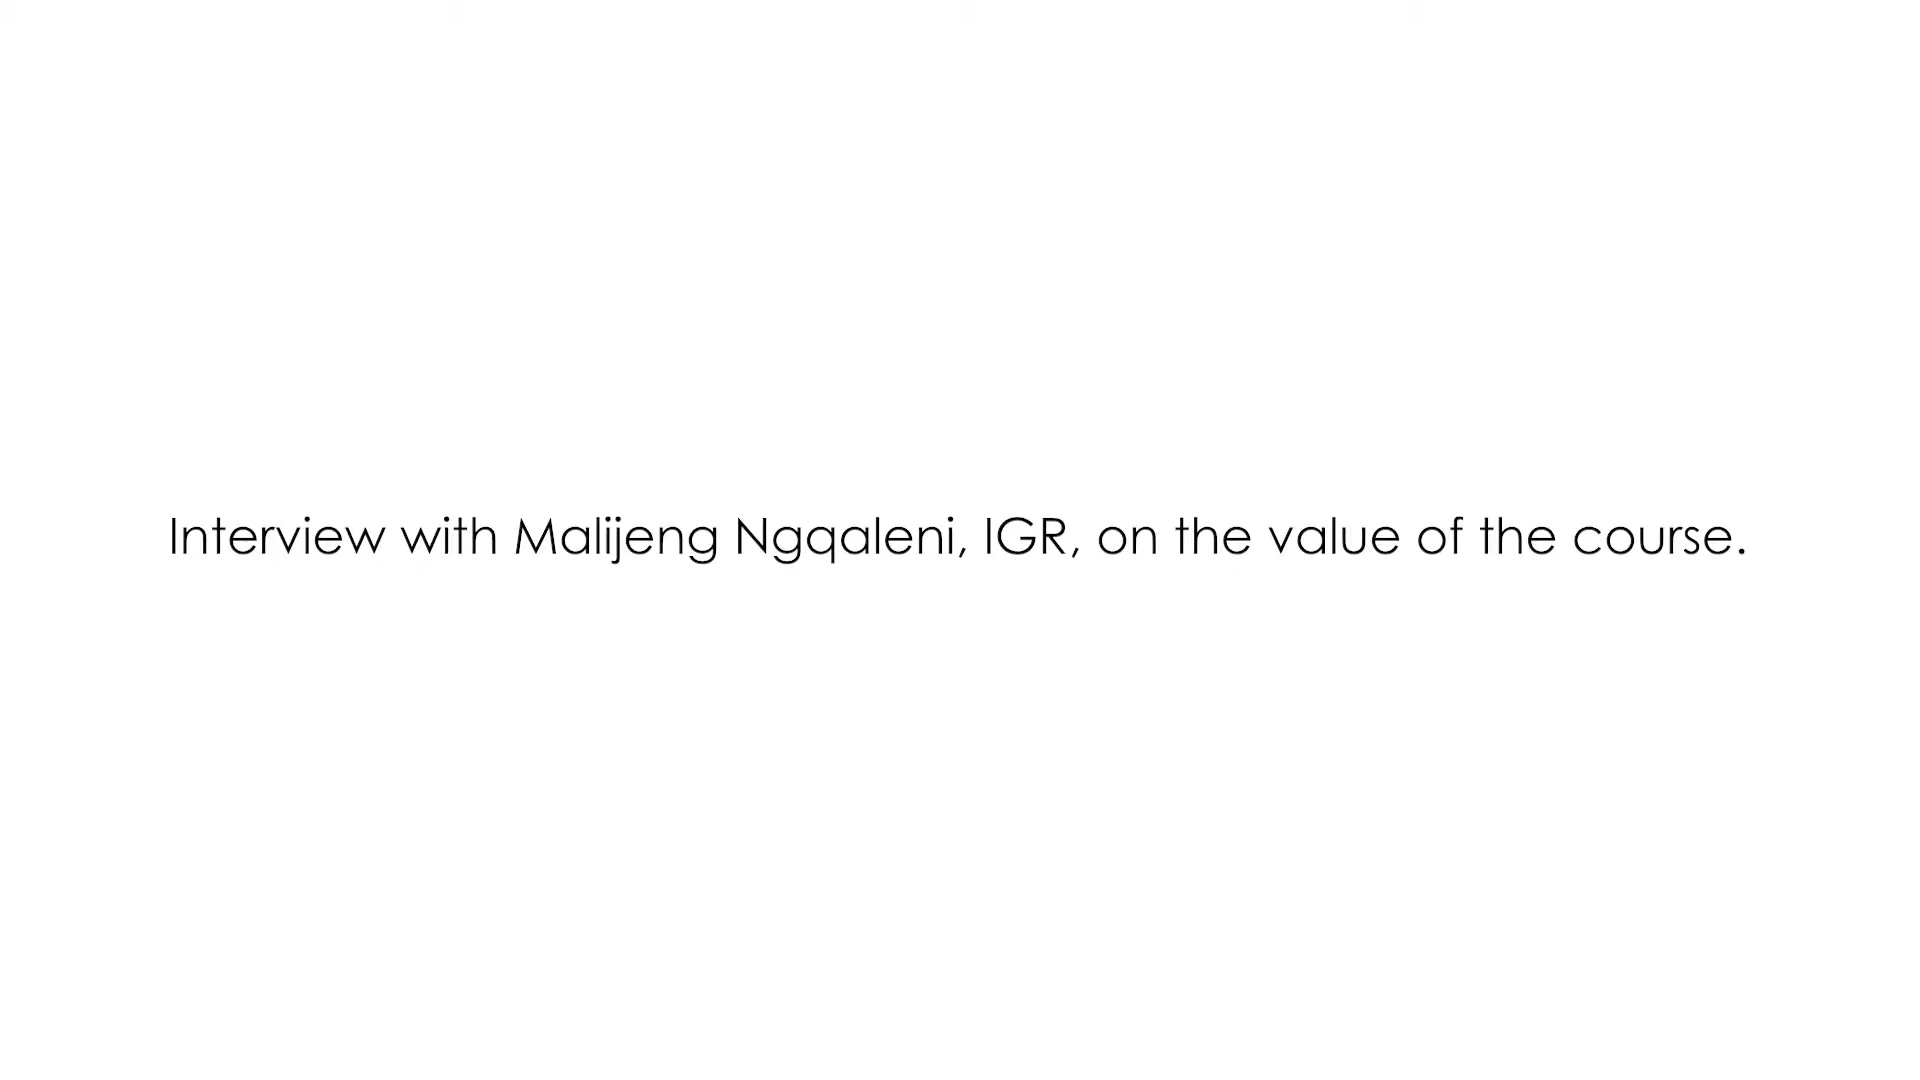 Interview with Malijeng Ngqaleni, IGR, on the value of the course.